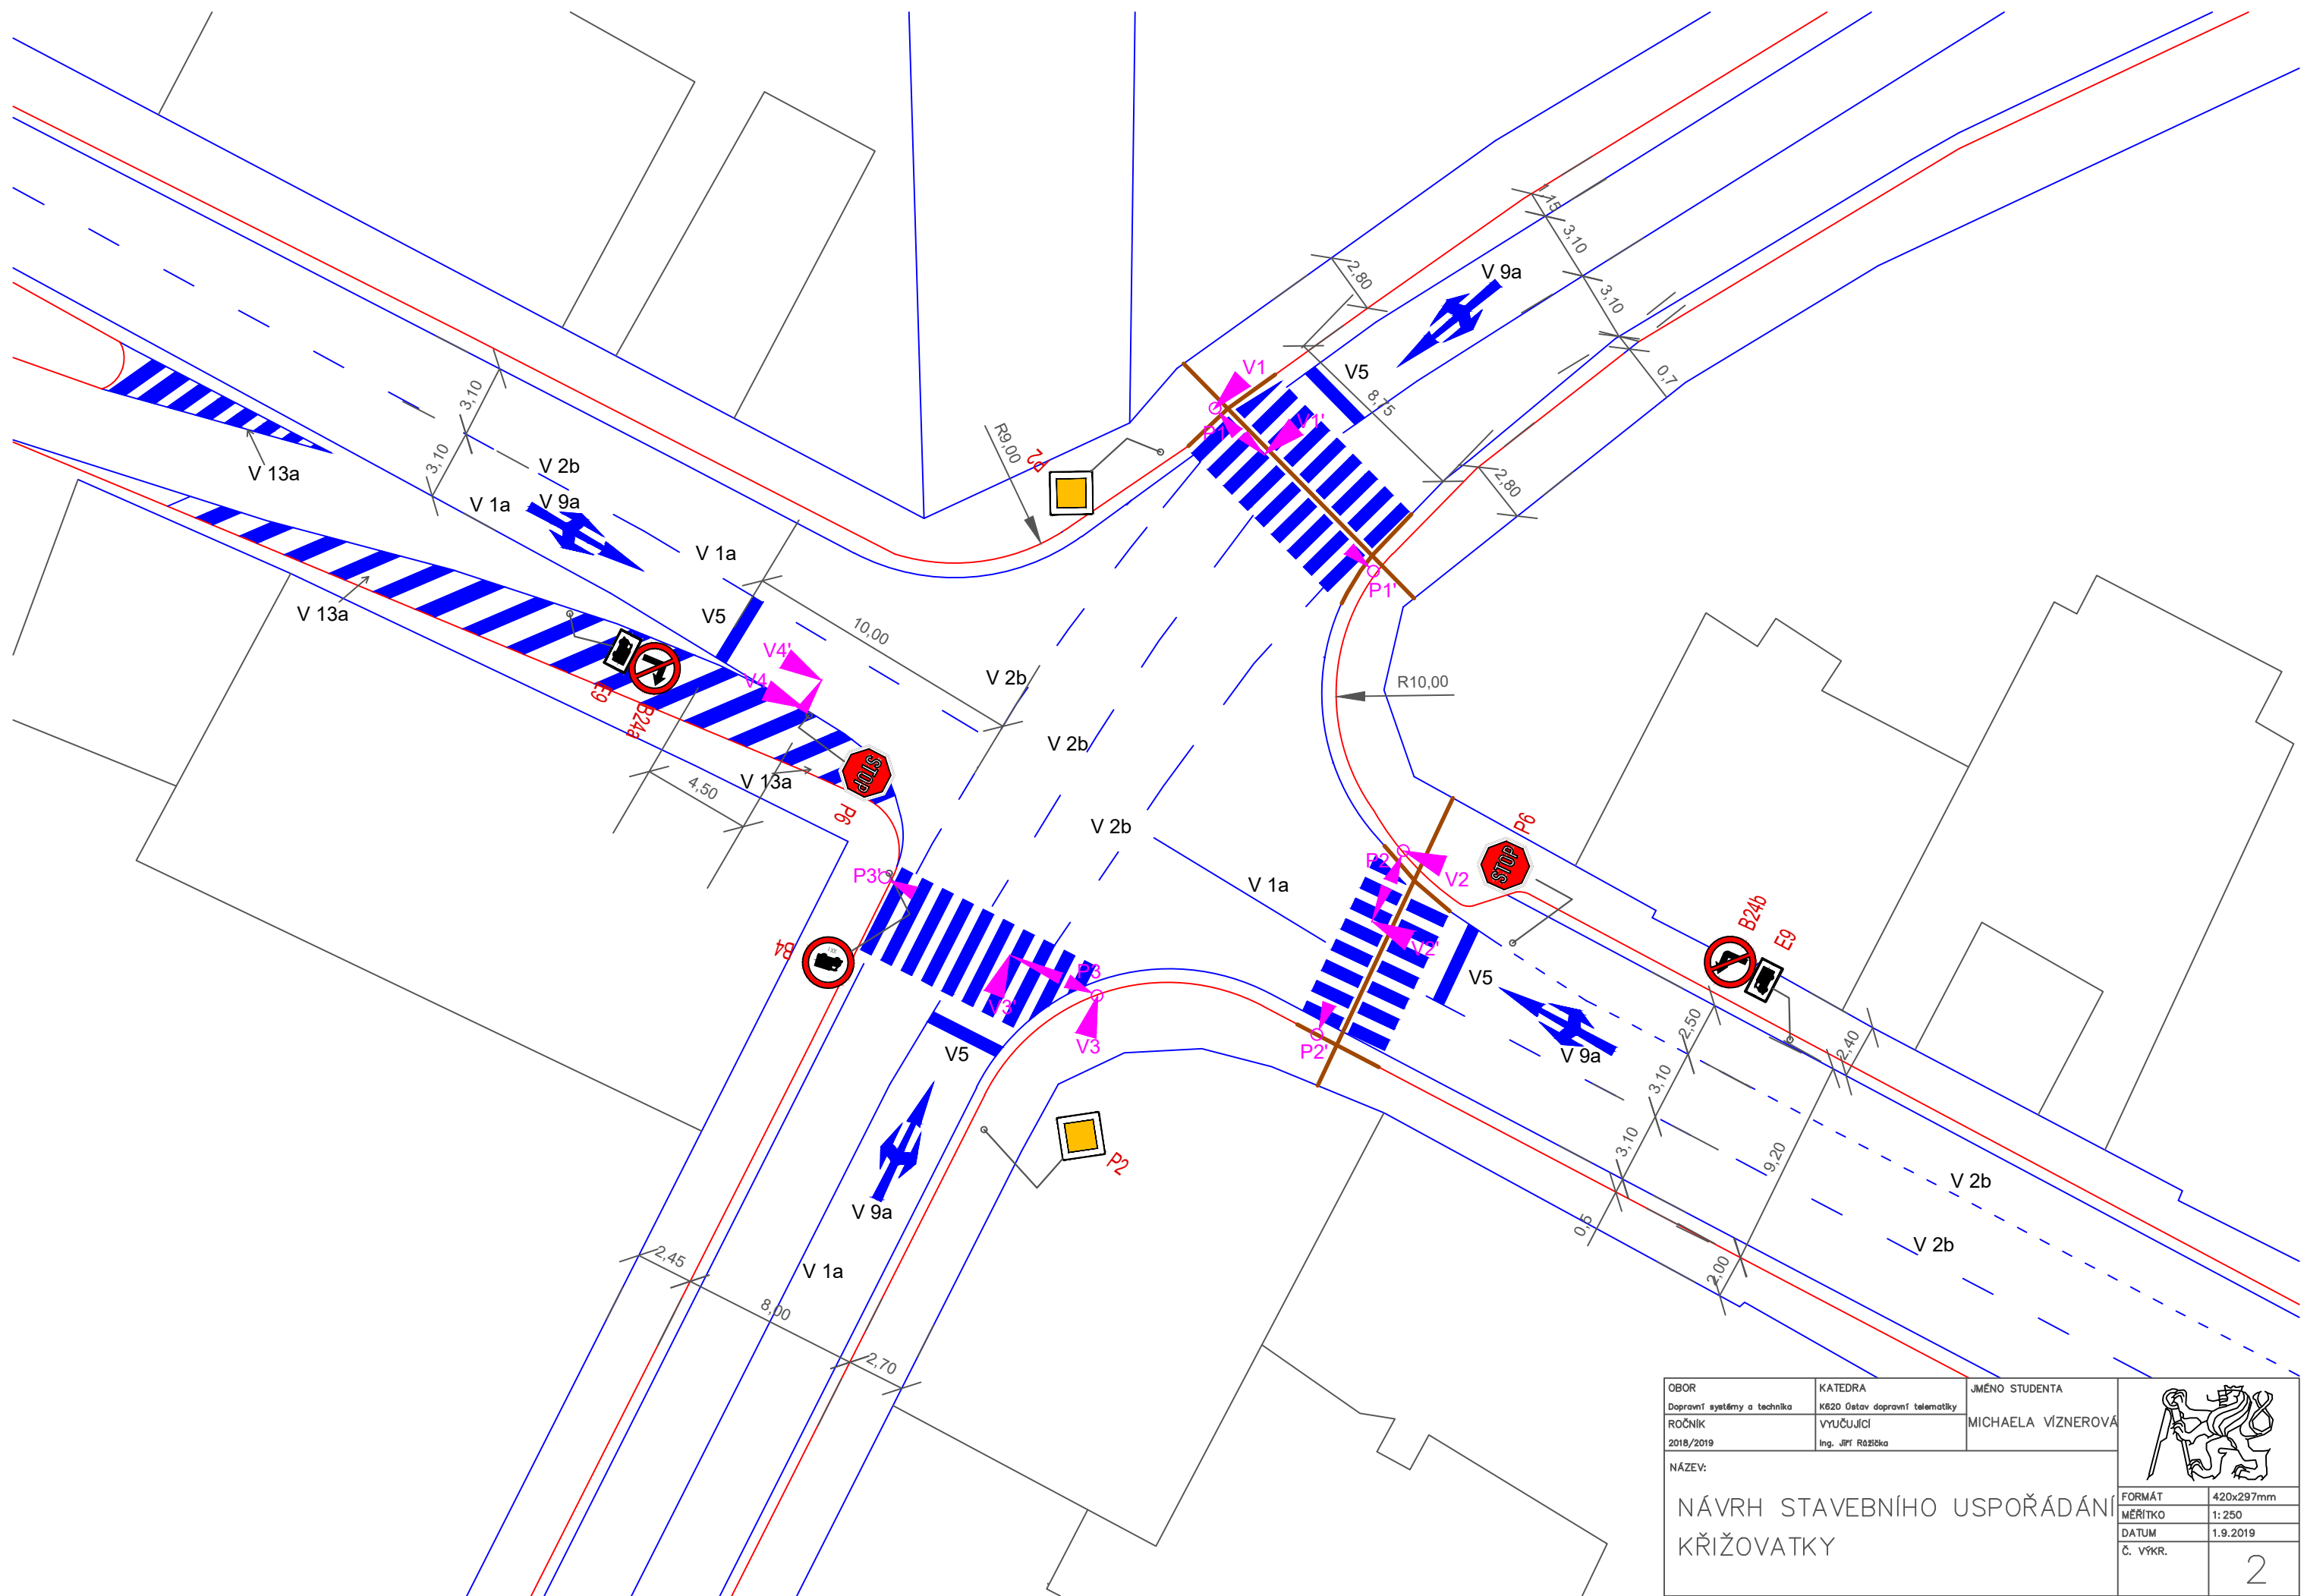 15
3,10
2,80
V 9a
3,10
V1
V5
0,7
8,75
3,10
V1'
P1
R9,00
P2
2,80
3,10
V 2b
V 13a
V 1a
V 9a
V 1a
P1'
V 13a
V5
10,00
V4'
V 2b
V4
R10,00
E9
B24a
V 2b
STOP
4,50
V 13a
P6
V 2b
P6
P2
STOP
V2
P3'
V 1a
B24b
E9
B4
V2'
P3
V5
V3'
2,50
2,40
V3
P2'
V5
V 9a
3,10
3,10
9,20
P2
V 2b
V 9a
0,5
V 2b
2,45
V 1a
2,00
8,00
2,70
OBOR
Dopravní systémy a technika
KATEDRA
K620 Ústav dopravní telematiky
JMÉNO STUDENTA
MICHAELA VÍZNEROVÁ
ROČNÍK
2018/2019
VYUČUJÍCÍ
Ing. Jiří Růžička
NÁZEV:
NÁVRH STAVEBNÍHO USPOŘÁDÁNÍ
KŘIŽOVATKY
FORMÁT 420x297mm
MĚŘÍTKO 1:250
DATUM 1.9.2019
Č. VÝKR.
2